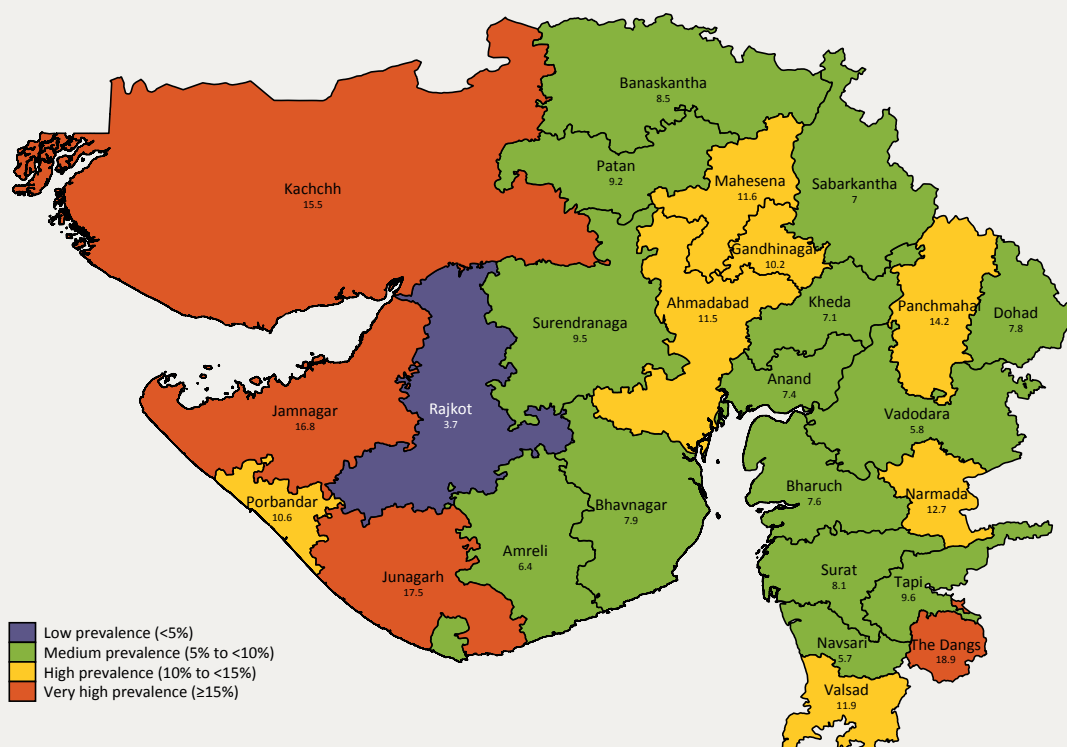 Banaskantha
8.5
Patan
9.2
Mahesena
11.6
Sabarkantha
7
Kachchh
15.5
Gandhinagar
10.2
Ahmadabad
11.5
Kheda
7.1
Panchmahal
14.2
Dohad
7.8
Surendranaga
9.5
Anand
7.4
Jamnagar
16.8
Rajkot
3.7
Vadodara
5.8
Porbandar
10.6
Bhavnagar
7.9
Bharuch
7.6
Narmada
12.7
Amreli
6.4
Junagarh
17.5
Surat
8.1
Tapi
9.6
Navsari
5.7
The Dangs
18.9
Valsad
11.9
Low prevalence (<5%)
Medium prevalence (5% to <10%)
High prevalence (10% to <15%)
Very high prevalence (≥15%)